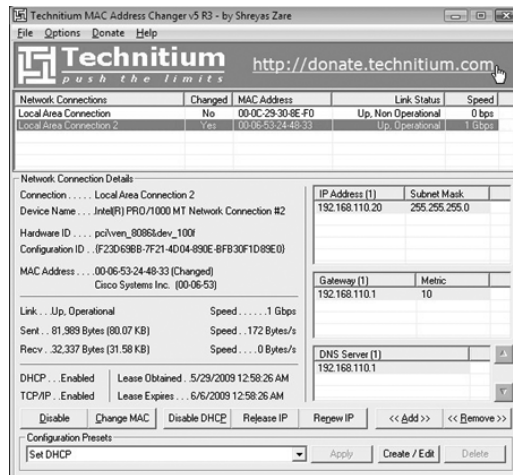 Technitium MAC Address Changer v5 R3 - by Shreyas Zare
File Options Donate Help
Technitium
push the limits
http://donate.technitium.com
Network Connections Changed MAC Address Link Status Speed
Local Area Connection No 00-0C-29-30-8E-F0 Up, Non Operational 0 bps
Local Area Connection 2 Yes 00-06-53-24-48-33 Up, Operational 1 Gbps
Network Connection Details
Connection . . . . . Local Area Connection 2
Device Name . . . Intel(R) PRO/1000 MT Network Connection #2
Hardware ID . . . . pci\ven_8086&dev_100f
Configuration ID . . {F23D69BB-7F21-4D04-890E-BFB30F1D89E0}
MAC Address . . . .00-06-53-24-48-33 (Changed)
Cisco Systems Inc. (00-06-53)
Link . . .Up, Operational Speed . . . . . .1 Gbps
Sent . . 81,989 Bytes (80.07 KB) Speed . . .172 Bytes/s
Recv . .32,337 Bytes (31.58 KB) Speed . . . .0 Bytes/s
DHCP . . .Enabled Lease Obtained . .5/29/2009 12:58:26 AM
TCP/IP . .Enabled Lease Expires . . .6/6/2009 12:58:26 AM
IP Address (1) Subnet Mask
192.168.110.20 255.255.255.0
Gateway (1) Metric
192.168.110.1 10
DNS Server (1)
192.168.110.1
Disable Change MAC Disable DHCP Release IP Renew IP << Add >> << Remove >>
Configuration Presets
Set DHCP Apply Create / Edit Delete